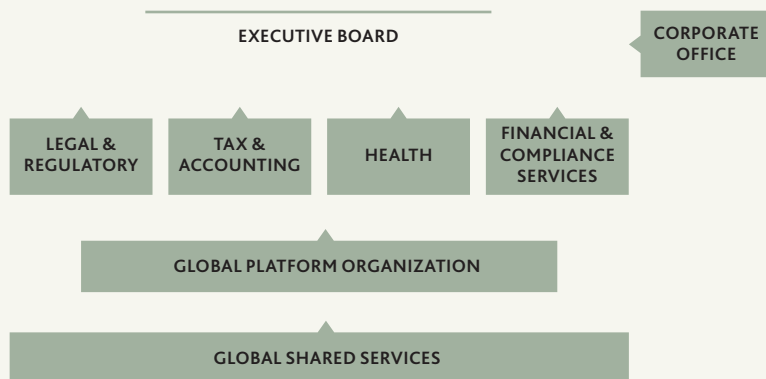 EXECUTIVE BOARD
CORPORATE
OFFICE
LEGAL &
REGULATORY
TAX &
ACCOUNTING
HEALTH
FINANCIAL &
COMPLIANCE
SERVICES
GLOBAL PLATFORM ORGANIZATION
GLOBAL SHARED SERVICES